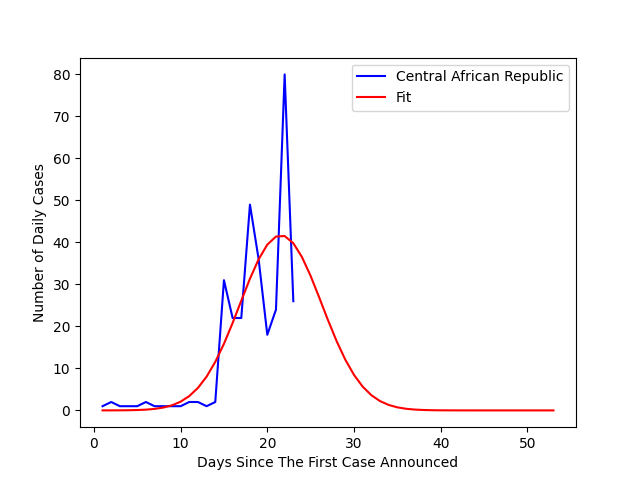 Central African Republic
Fit
80
70
60
50
40
30
20
10
0
Number of Daily Cases
0 10 20 30 40 50
Days Since The First Case Announced